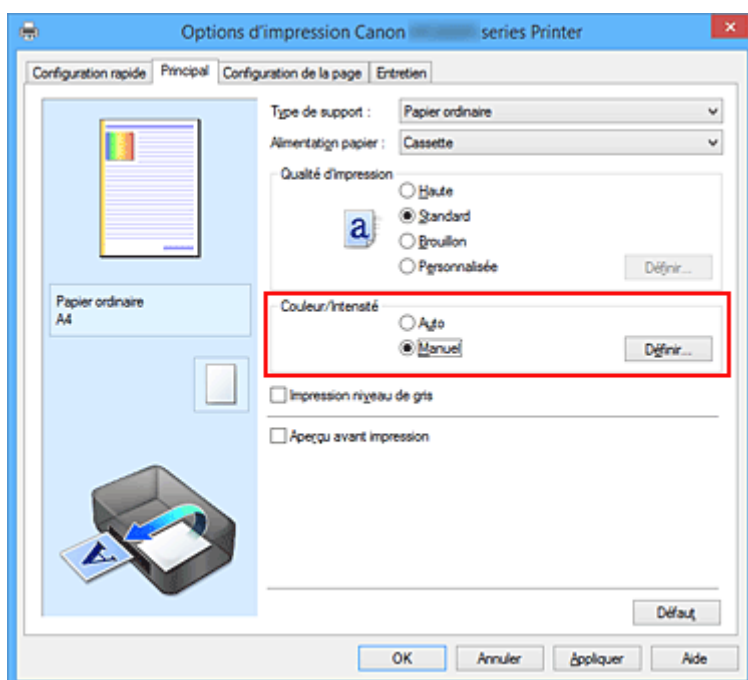 Options d'impression Canon series Printer
Configuration rapide Principal Configuration de la page Entretien
Type de support : Papier ordinaire
Alimentation papier : Cassette
Qualité d'impression
Haute
a
Standard
Brouillon
Personnalisée Définir...
Papier ordinaire
A4
Couleur/Intensité
Auto
Manuel Définir...
Impression niveau de gris
Aperçu avant impression
A
Défaut
OK Annuler Appliquer Aide